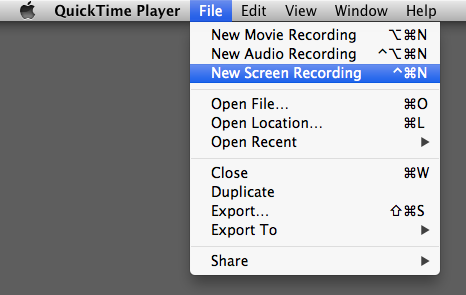 QuickTime Player File Edit View Window Help
New Movie Recording ⌥⌘N
New Audio Recording ^⌥⌘N
New Screen Recording ^⌘N
Open File... ⌘O
Open Location... ⌘L
Open Recent ▶
Close ⌘W
Duplicate
Export... ⇧⌘S
Export To ▶
Share ▶